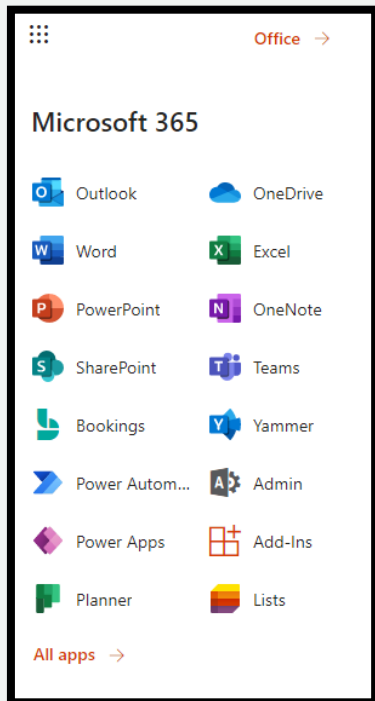 Office →
Microsoft 365
Outlook OneDrive
Word Excel
PowerPoint OneNote
SharePoint Teams
Bookings Yammer
Power Autom... Admin
Power Apps Add-Ins
Planner Lists
All apps →